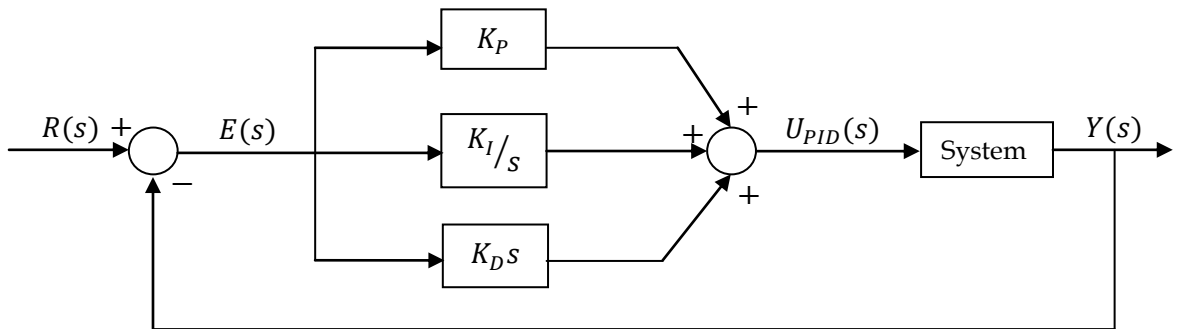 K_P
+
R(s) + E(s) K_I/s + U_PID(s) System Y(s)
−
+
K_D s